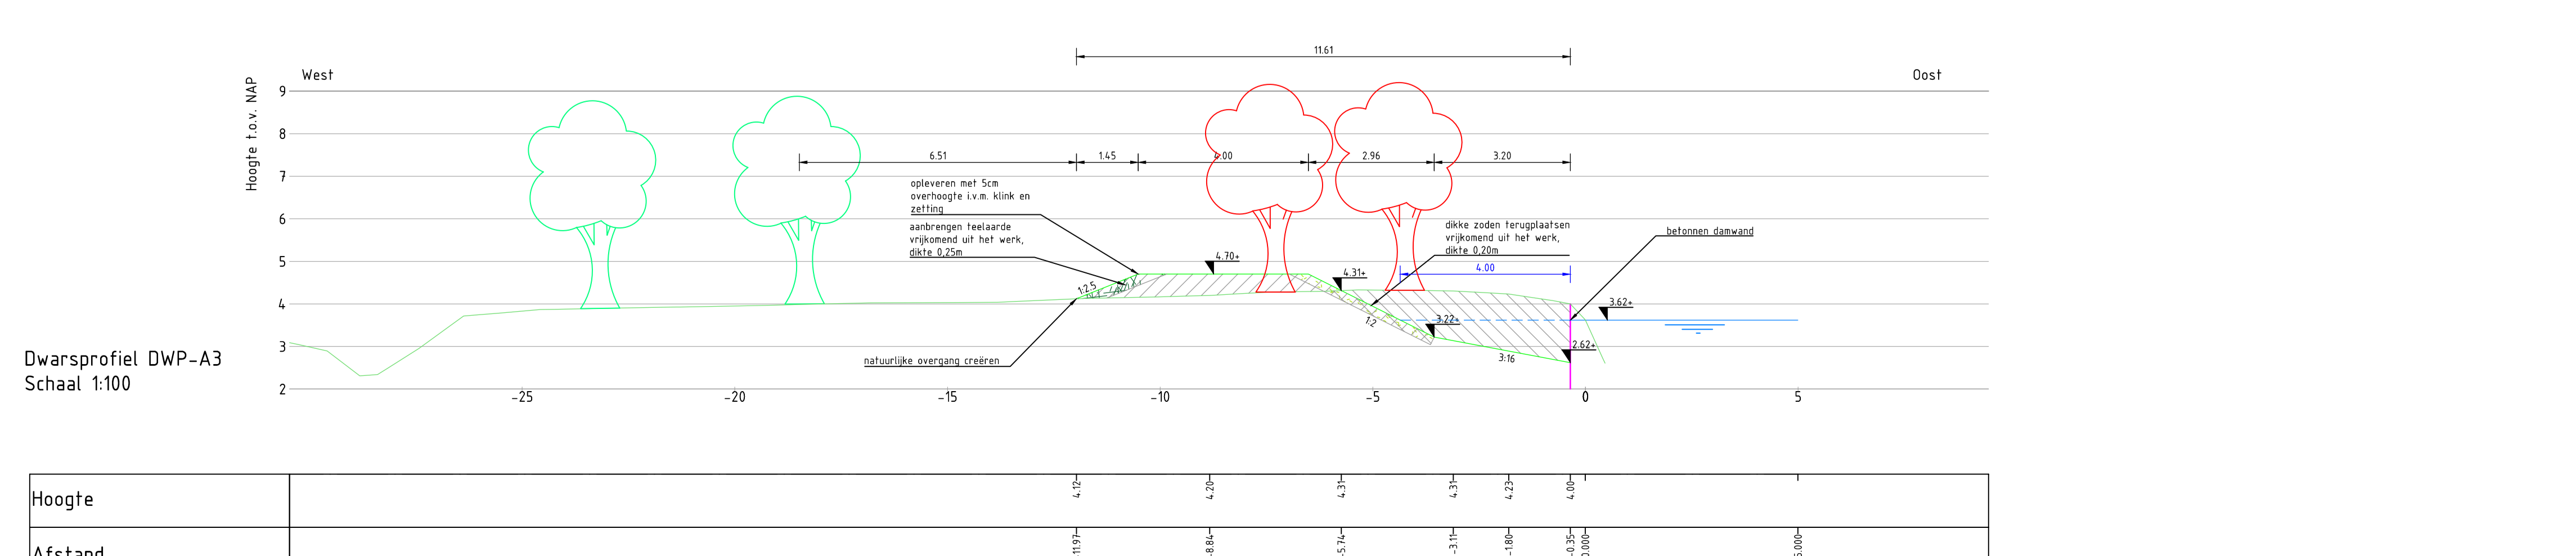 11.61
West
Oost
Hoogte t.o.v. NAP
9
8
7
6
5
4
3
2
6.51
1.45
4.00
2.96
3.20
opleveren met 5cm
overhoogte i.v.m. klink en
zetting
aanbrengen teelaarde
vrijkomend uit het werk,
dikte 0,25m
dikke zoden terugplaatsen
vrijkomend uit het werk,
dikte 0,20m
betonnen damwand
4.70+
4.31+
4.00
1:2.5
3.62+
3.22+
1:2
2.62+
3:16
natuurlijke overgang creëren
Dwarsprofiel DWP-A3
Schaal 1:100
-25
-20
-15
-10
-5
0
5
Hoogte
4.12
4.20
4.31
4.31
4.23
4.00
Afstand
-11.97
-8.84
-5.74
-3.11
-1.80
-0.35
0.000
5.000